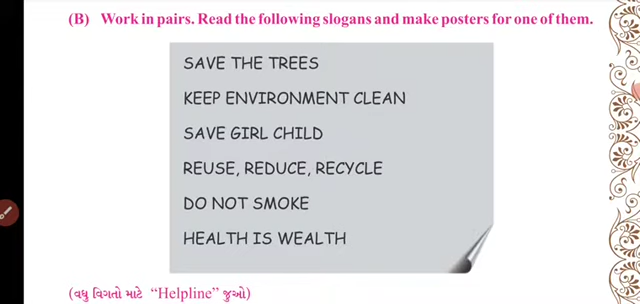 (B) Work in pairs. Read the following slogans and make posters for one of them.
SAVE THE TREES
KEEP ENVIRONMENT CLEAN
SAVE GIRL CHILD
REUSE, REDUCE, RECYCLE
DO NOT SMOKE
HEALTH IS WEALTH
(વધુ વિગતો માટે “Helpline” જુઓ)